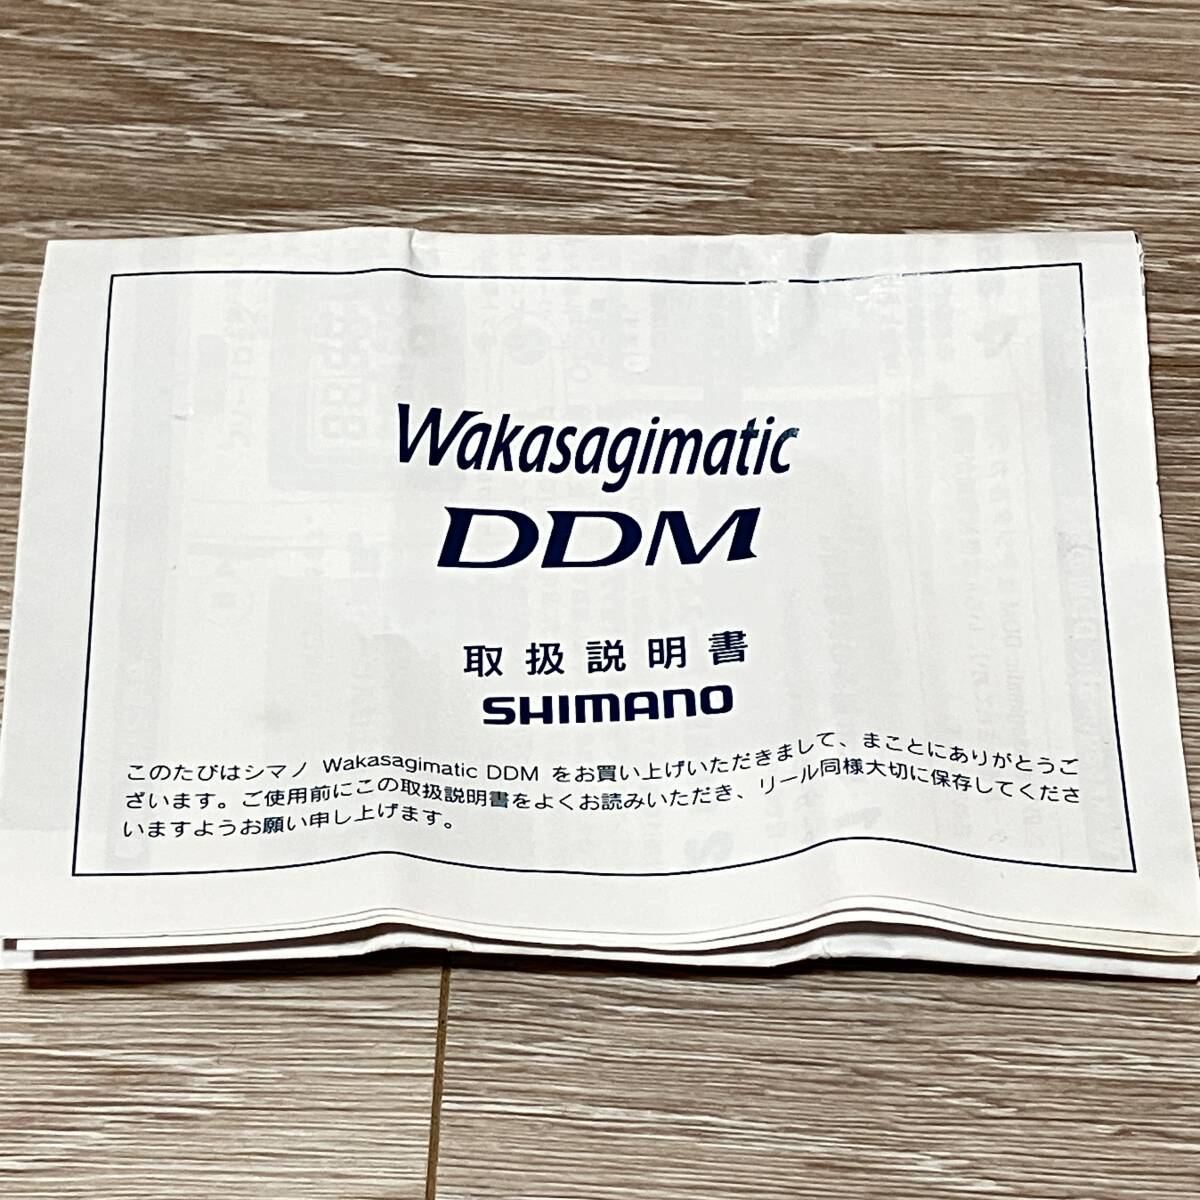 Wakasagimatic
DDM
取扱説明書
SHIMANO
このたびはシマノ Wakasagimatic DDM をお買い上げいただきまして、まことにありがとうご
ざいます。ご使用前にこの取扱説明書をよくお読みいただき、リール同様大切に保存してくださ
いますようお願い申し上げます。